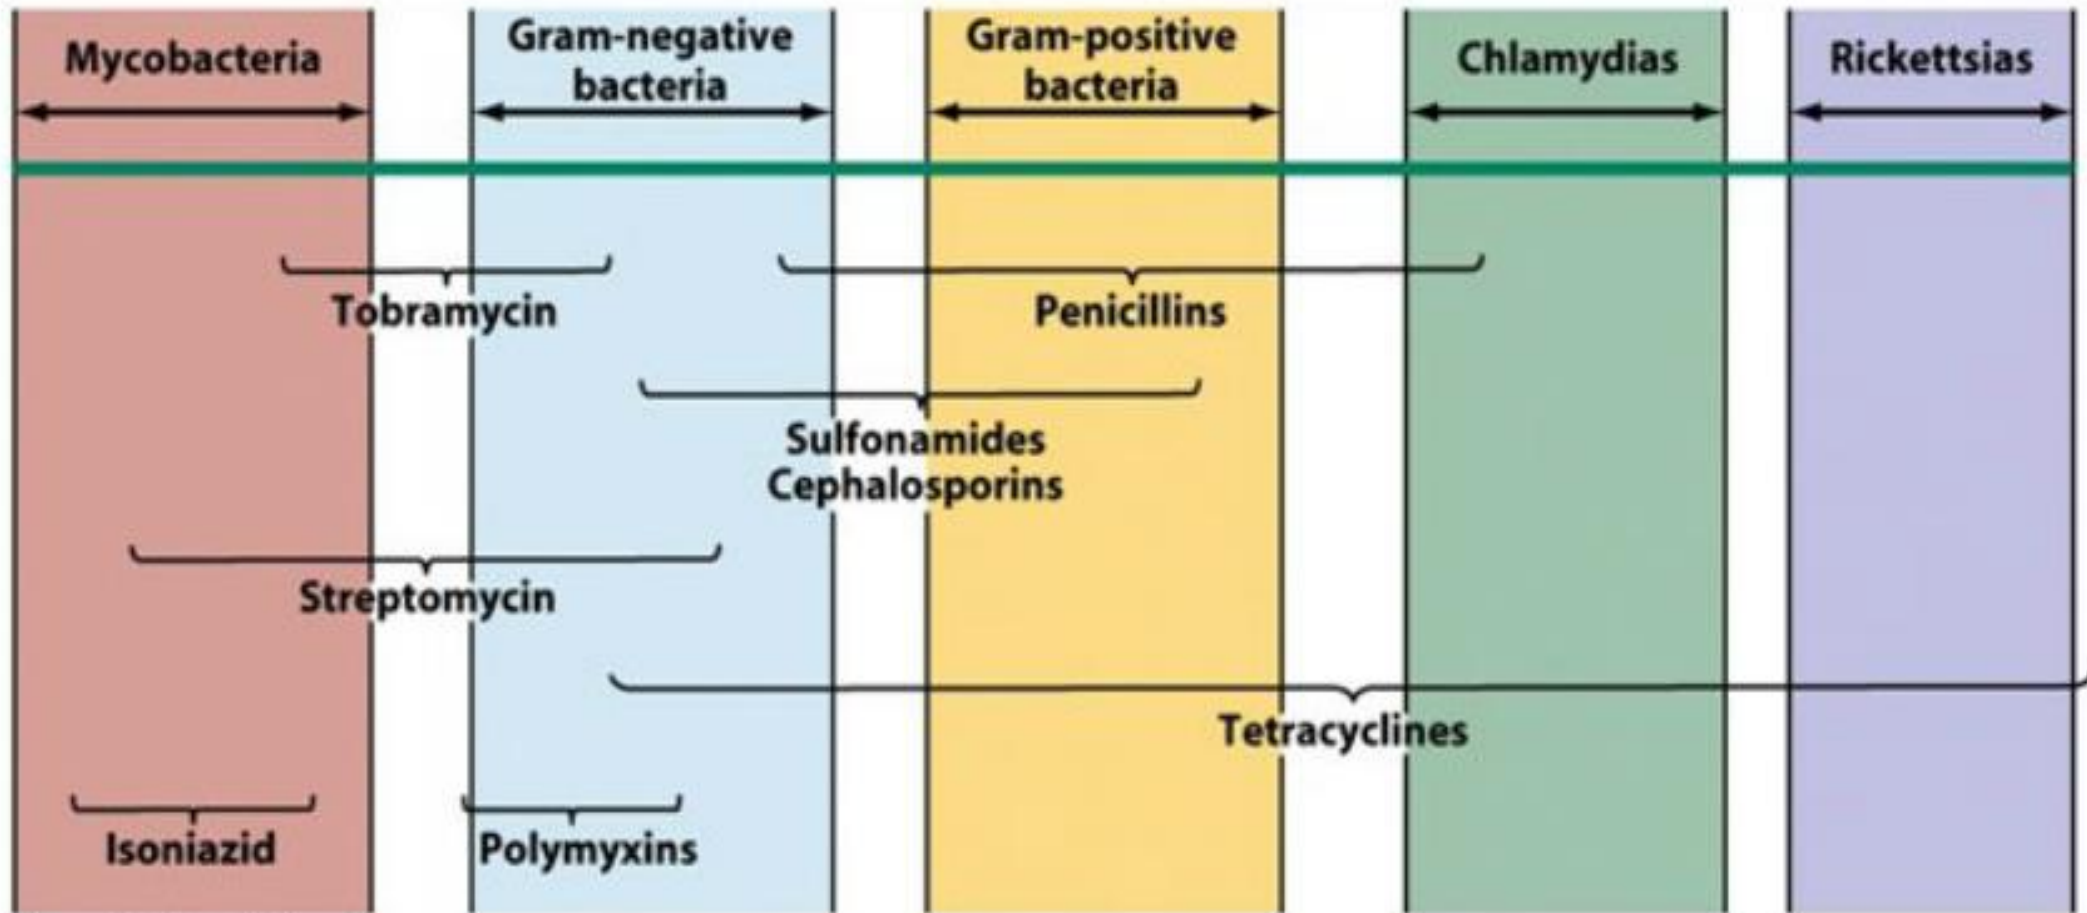 Mycobacteria
Gram-negative
bacteria
Gram-positive
bacteria
Chlamydias
Rickettsias
Tobramycin
Penicillins
Sulfonamides
Cephalosporins
Streptomycin
Tetracyclines
Isoniazid
Polymyxins